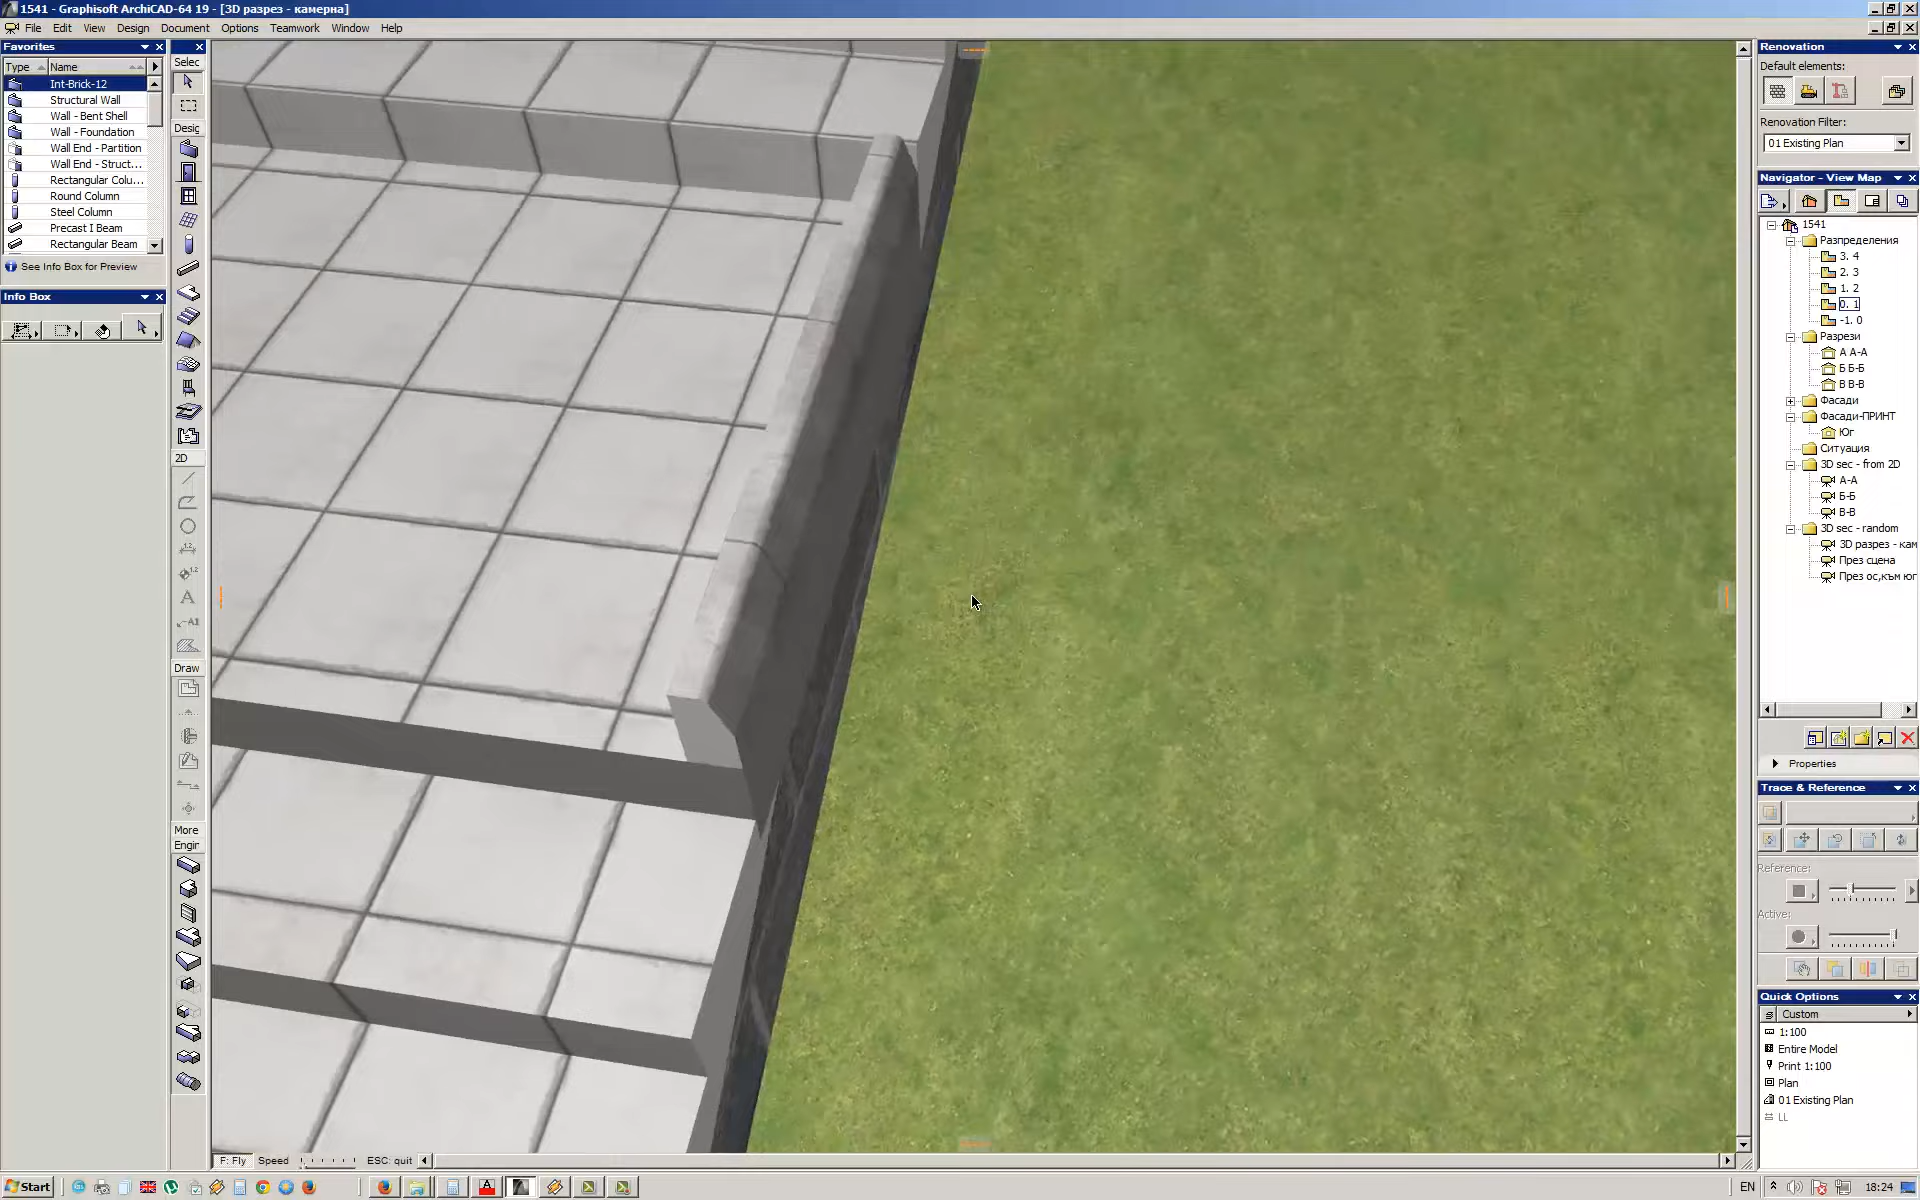 1541 - Graphisoft ArchiCAD-64 19 - [3D разрез - камерна]
File Edit View Design Document Options Teamwork Window Help
Favorites
Type Name
Int-Brick-12
Structural Wall
Wall - Bent Shell
Wall - Foundation
Wall End - Partition
Wall End - Struct...
Rectangular Colu...
Round Column
Steel Column
Precast I Beam
Rectangular Beam
See Info Box for Preview
Info Box
Selec
Desig
2D
1.2
A
A1
Draw
More
Engir
F: Fly Speed ESC: quit
Renovation
Default elements:
Renovation Filter:
01 Existing Plan
Navigator - View Map
1541
Разпределения
3. 4
2. 3
1. 2
0. 1
-1. 0
Разрези
А А-А
Б Б-Б
В В-В
Фасади
Фасади-ПРИНТ
Юг
Ситуация
3D sec - from 2D
А-А
Б-Б
В-В
3D sec - random
3D разрез - кам
През сцена
През ос,към юг
Properties
Trace & Reference
Reference:
Active:
Quick Options
Custom
1:100
Entire Model
Print 1:100
Plan
01 Existing Plan
LL
Start
EN 18:24